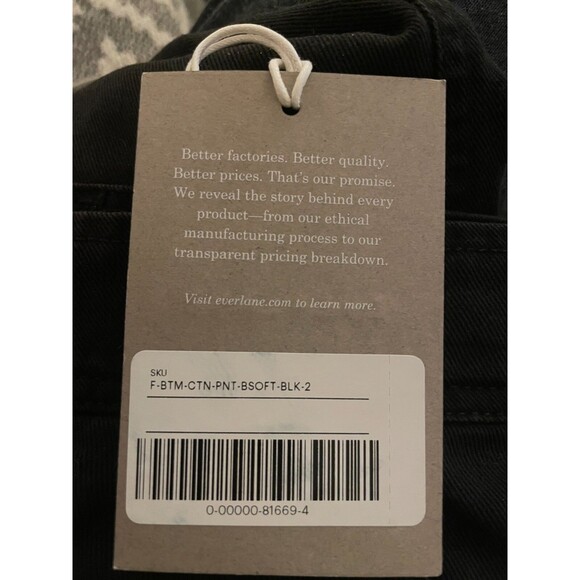 Better factories. Better quality.
Better prices. That's our promise.
We reveal the story behind every
product—from our ethical
manufacturing process to our
transparent pricing breakdown.
Visit everlane.com to learn more.
SKU
F-BTM-CTN-PNT-BSOFT-BLK-2
0-00000-81669-4